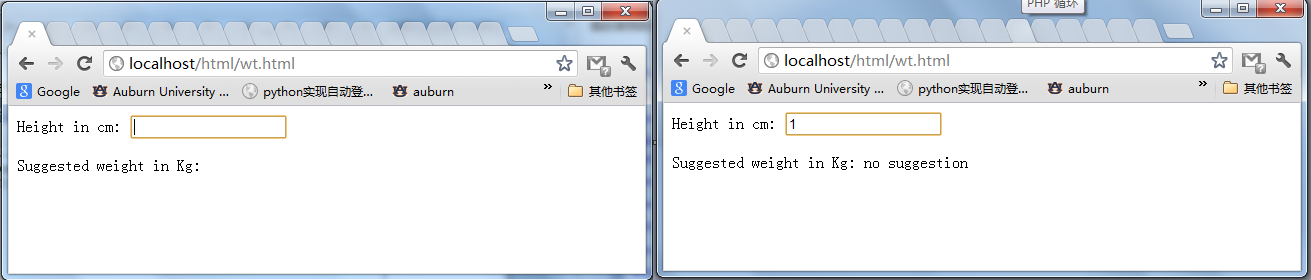 PHP 循环
localhost/html/wt.html
Google Auburn University ... python实现自动登... auburn » 其他书签
Height in cm:
Suggested weight in Kg:
localhost/html/wt.html
Google Auburn University ... python实现自动登... auburn » 其他书签
Height in cm: 1
Suggested weight in Kg: no suggestion